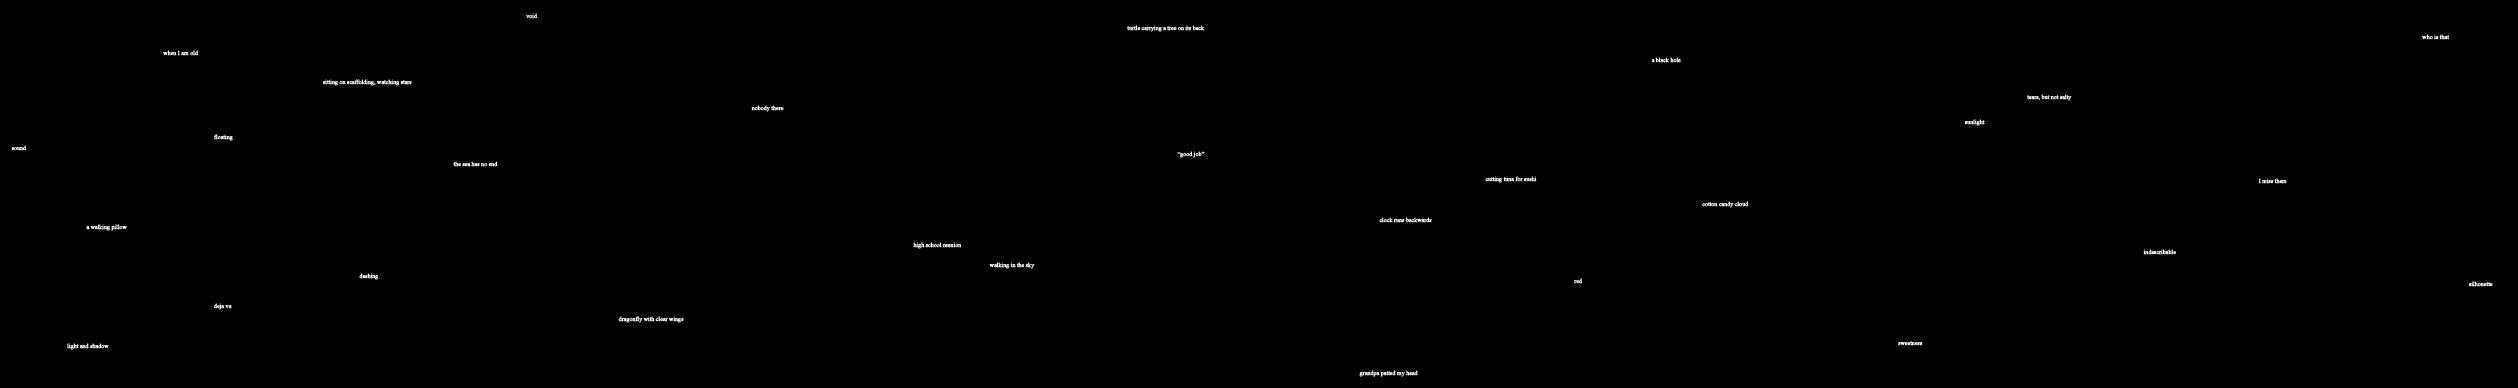 void
turtle carrying a tree on its back
who is that
when I am old
a black hole
sitting on scaffolding, watching stars
tears, but not salty
nobody there
sunlight
floating
sound
"good job"
the sea has no end
cutting tuna for sushi
I miss them
cotton candy cloud
clock runs backwards
a walking pillow
high school reunion
indescribable
walking in the sky
dashing
red
silhouette
deja vu
dragonfly with clear wings
sweetness
light and shadow
grandpa patted my head